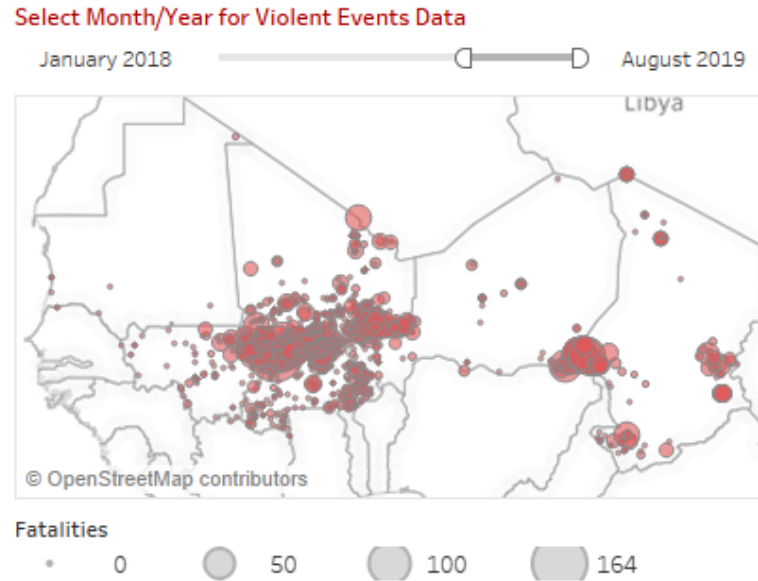 Select Month/Year for Violent Events Data
January 2018 August 2019
Libya
© OpenStreetMap contributors
Fatalities
0 50 100 164